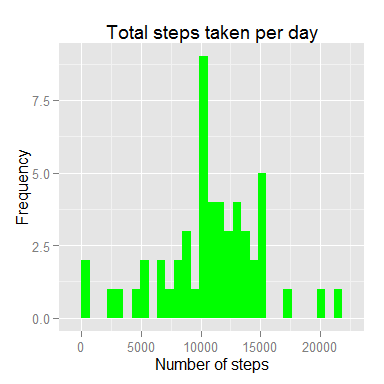 Total steps taken per day
Frequency
7.5
5.0
2.5
0.0
0 5000 10000 15000 20000
Number of steps